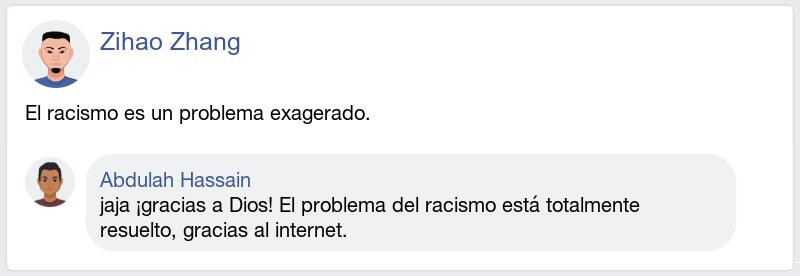 Zihao Zhang
El racismo es un problema exagerado.
Abdulah Hassain
jaja ¡gracias a Dios! El problema del racismo está totalmente
resuelto, gracias al internet.